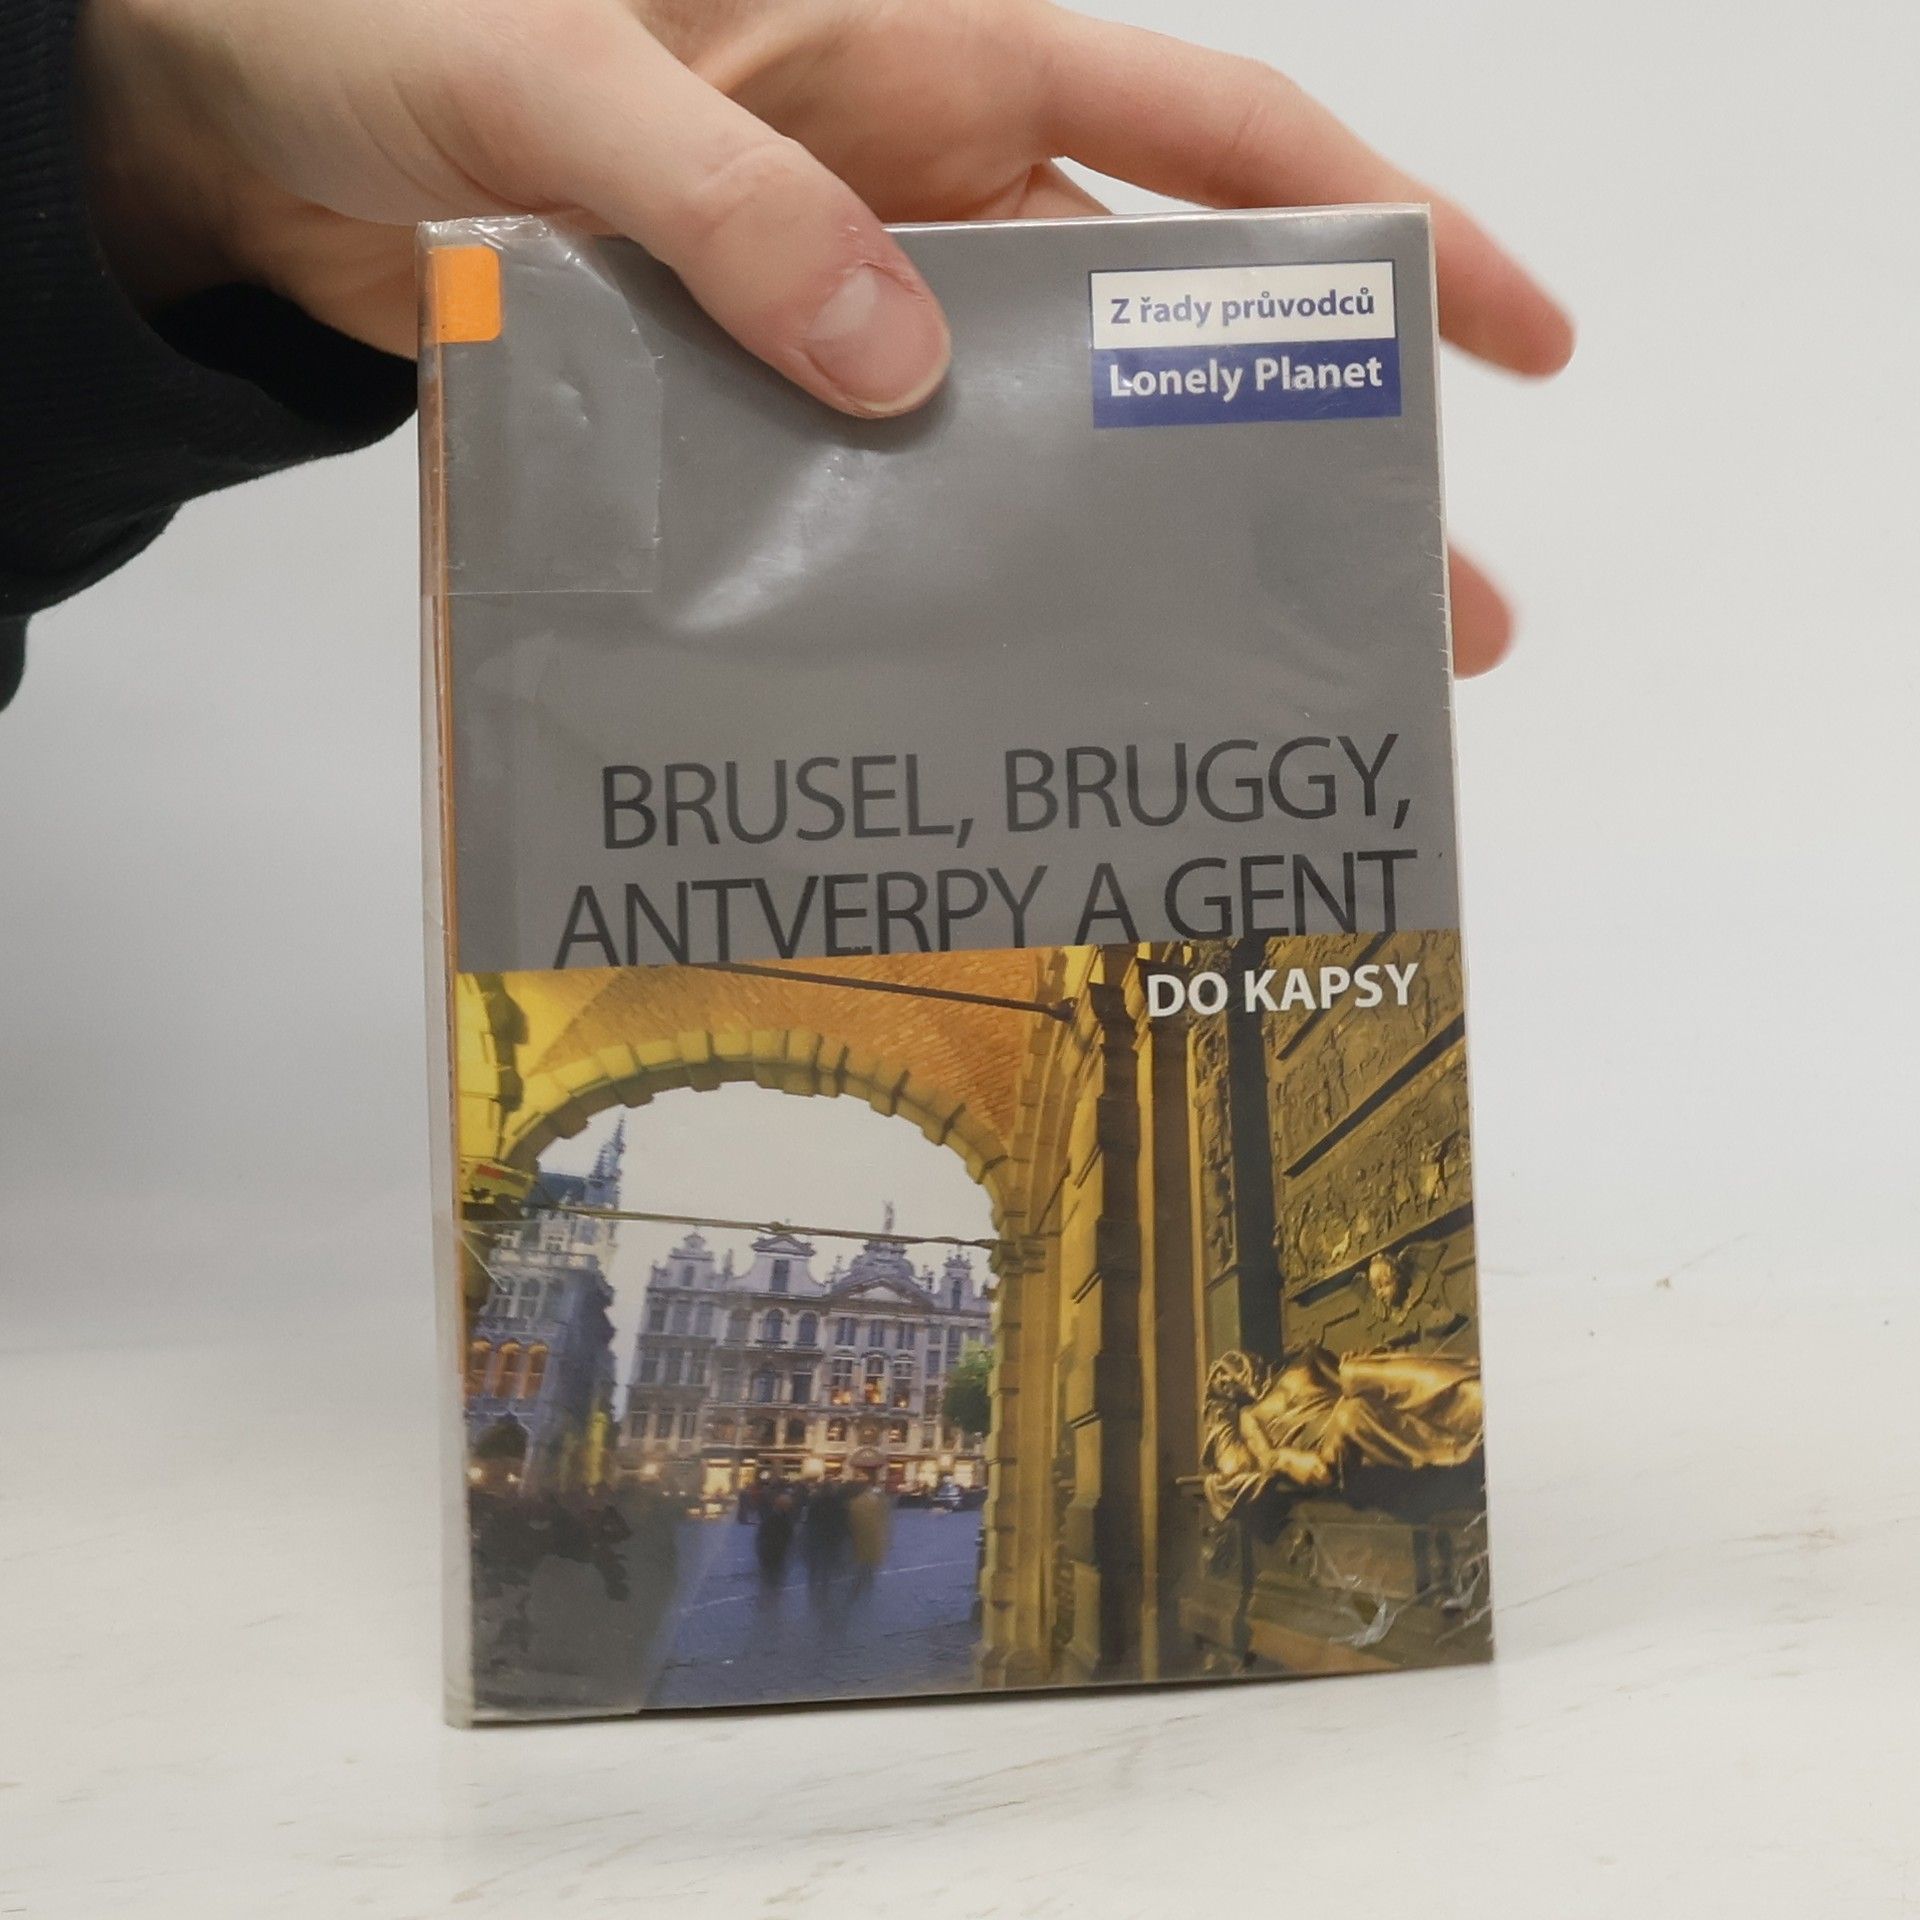 Z řady průvodců
Lonely Planet
BRUSEL, BRUGGY,
ANTVERPY A GENT
DO KAPSY